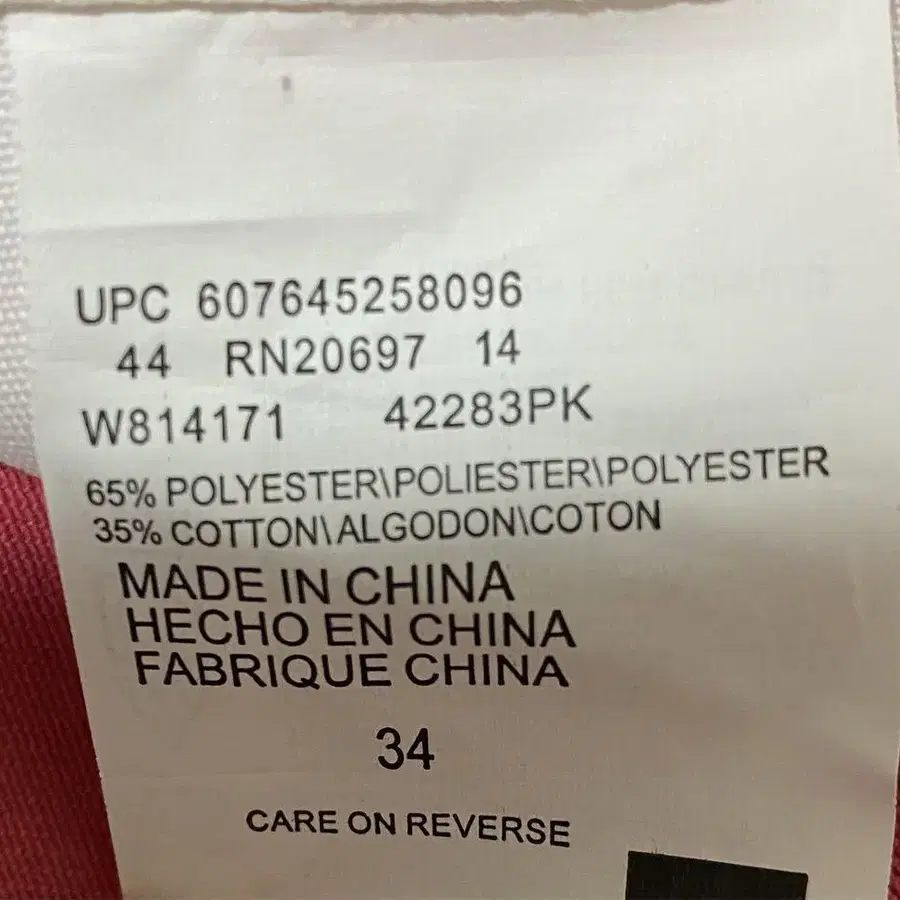 UPC 607645258096
44 RN20697 14
W814171 42283PK
65% POLYESTER\POLIESTER\POLYESTER
35% COTTON\ALGODON\COTON
MADE IN CHINA
HECHO EN CHINA
FABRIQUE CHINA
34
CARE ON REVERSE